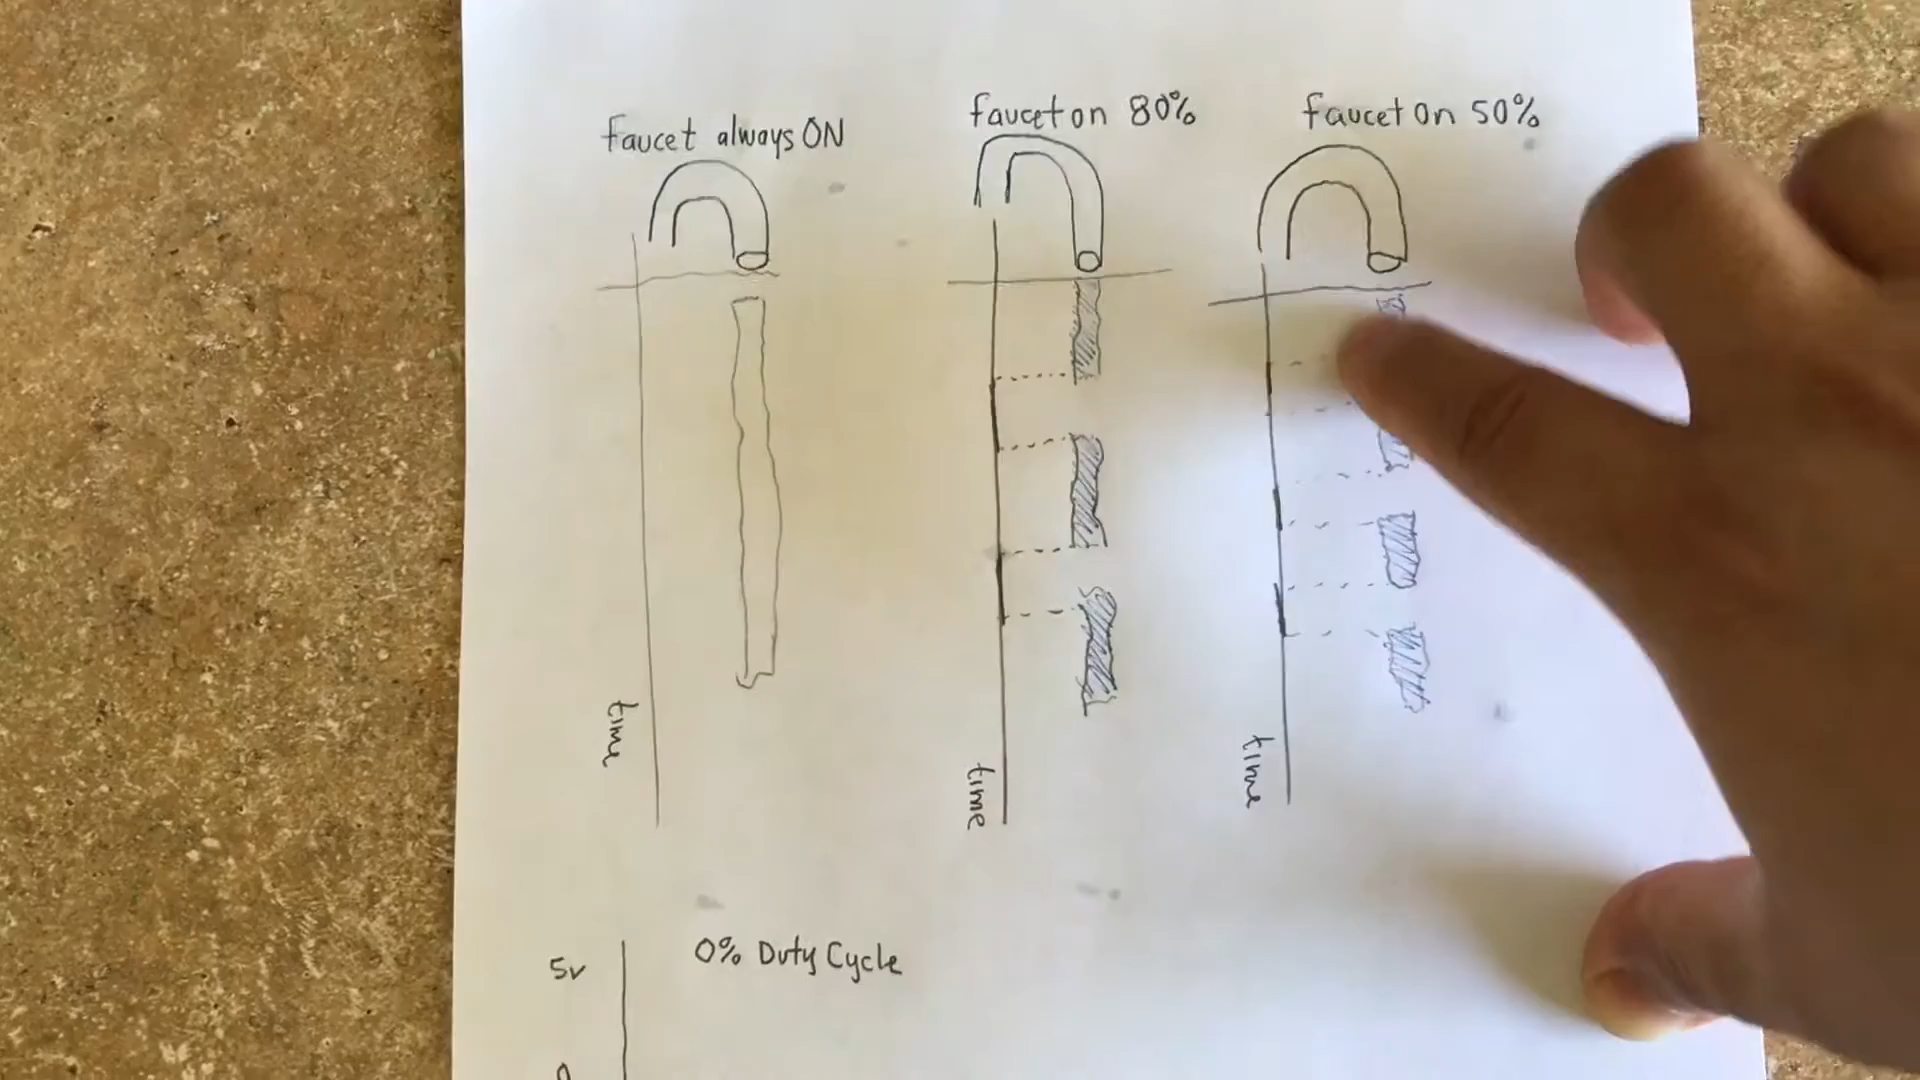 faucet always ON
faucet on 80%
faucet on 50%
time
time
time
5v
0% Duty Cycle